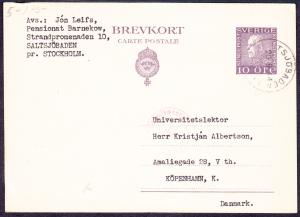 Avs.: Jón Leifs,
Pensionat Barnekow,
Strandpromenaden 10,
SALTSJÖBADEN
pr. STOCKHOLM.
BREVKORT
CARTE POSTALE
SVERIGE
10 ÖRE
Universitetslektor
Herr Kristján Albertson,
Amaliegade 28, V th.
KÖPENHAMN, K.
Danmark.